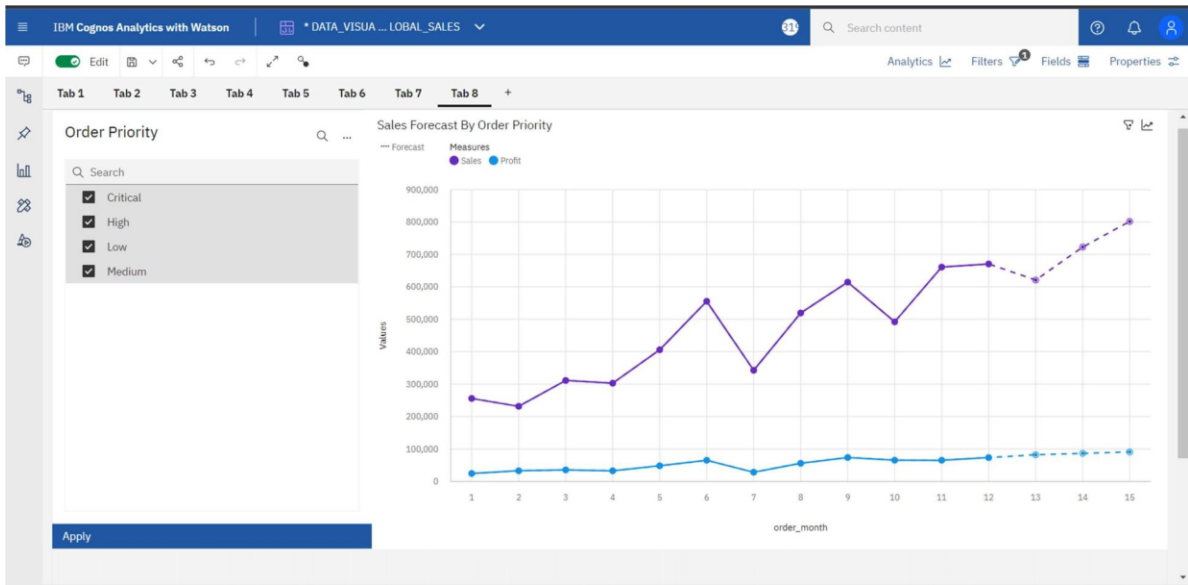 IBM Cognos Analytics with Watson
* DATA_VISUA ... LOBAL_SALES
319
Search content
Edit
Analytics
Filters
1
Fields
Properties
Tab 1
Tab 2
Tab 3
Tab 4
Tab 5
Tab 6
Tab 7
Tab 8
+
Order Priority
...
Search
Critical
High
Low
Medium
Apply
Sales Forecast By Order Priority
Forecast
Measures
Sales
Profit
900,000
800,000
700,000
600,000
500,000
400,000
300,000
200,000
100,000
0
Values
1 2 3 4 5 6 7 8 9 10 11 12 13 14 15
order_month